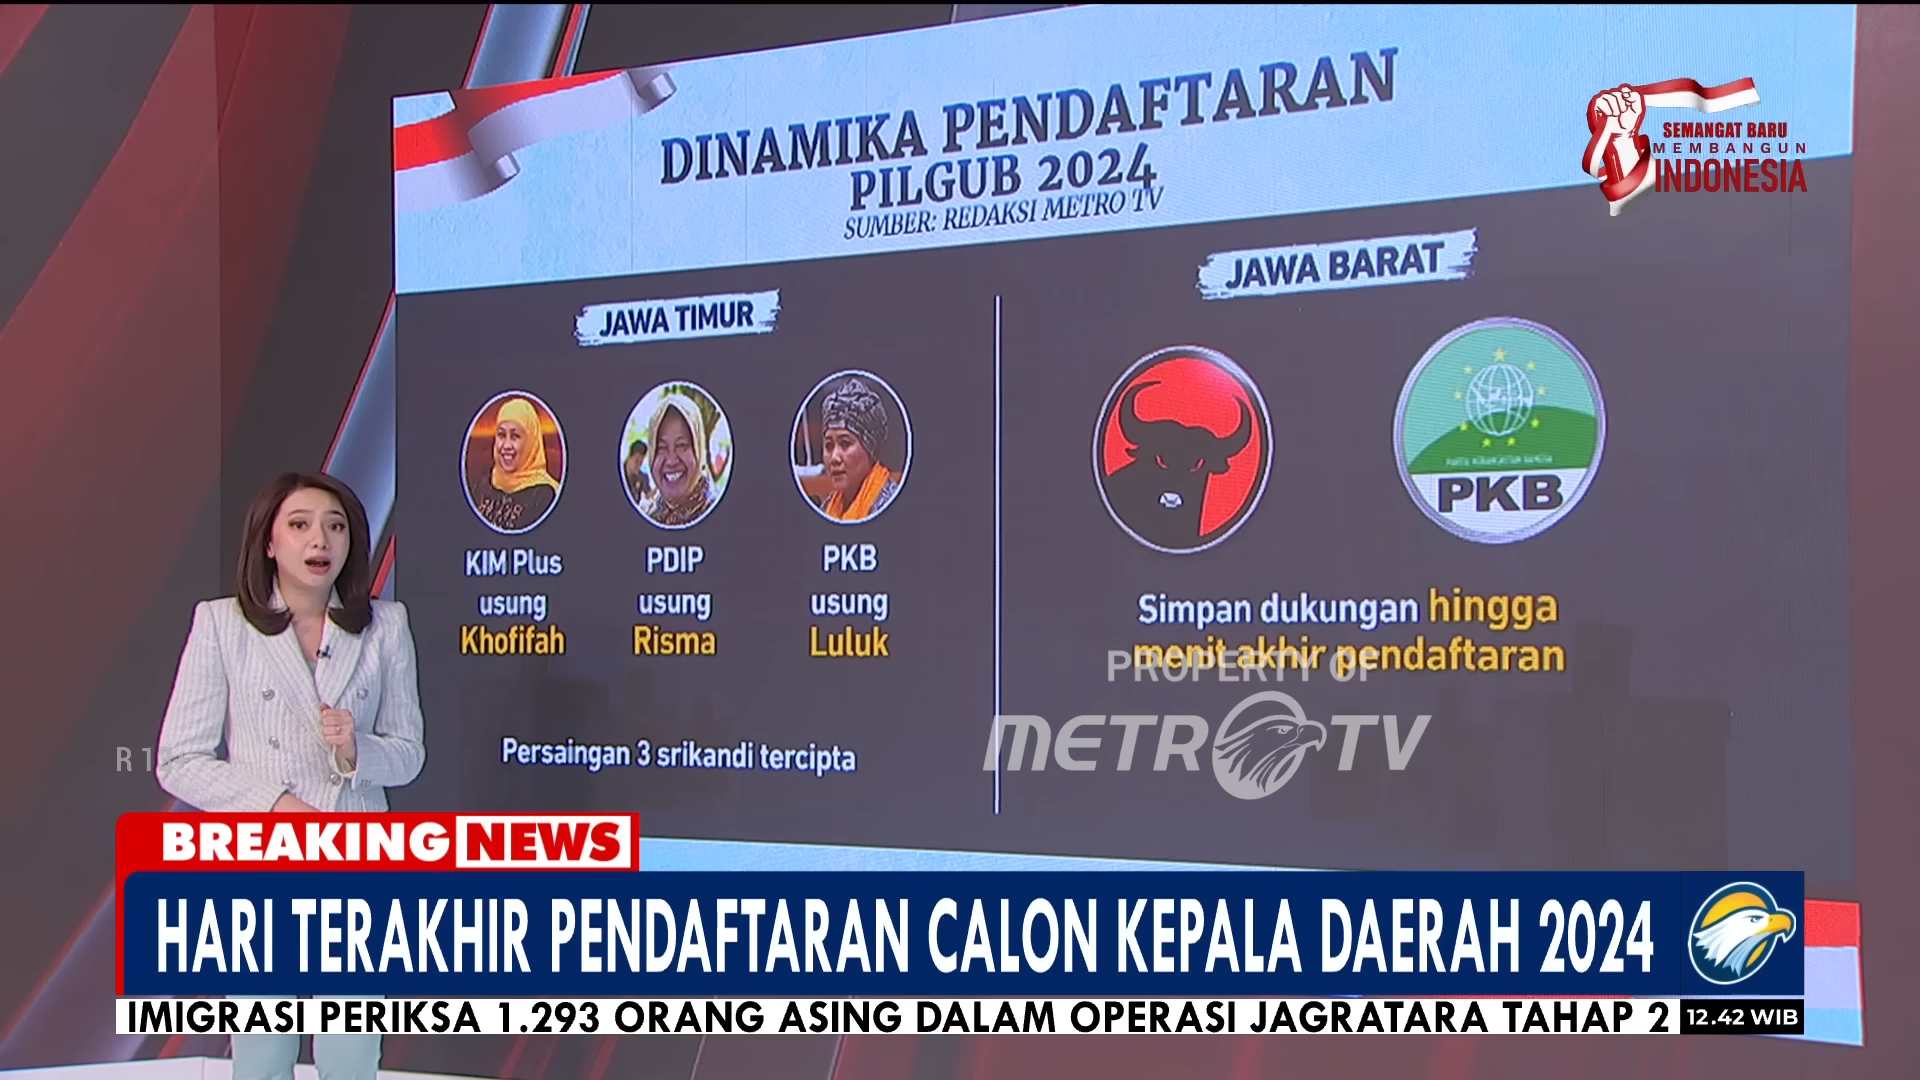 DINAMIKA PENDAFTARAN
PILGUB 2024
SUMBER: REDAKSI METRO TV
SEMANGAT BARU
MEMBANGUN
INDONESIA
JAWA TIMUR
KIM Plus
usung
Khofifah
PDIP
usung
Risma
PKB
usung
Luluk
Persaingan 3 srikandi tercipta
JAWA BARAT
PKB
Simpan dukungan hingga
menit akhir pendaftaran
PROPERTY OF
METRO TV
BREAKING NEWS
HARI TERAKHIR PENDAFTARAN CALON KEPALA DAERAH 2024
IMIGRASI PERIKSA 1.293 ORANG ASING DALAM OPERASI JAGRATARA TAHAP 2
12.42 WIB